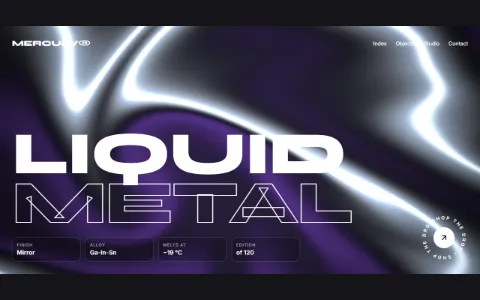 MERCURY®
Index Objects Studio Contact
LIQUID
METAL
FINISH
Mirror
ALLOY
Ga-In-Sn
MELTS AT
−19 °C
EDITION
of 120
SHOP THE DROP